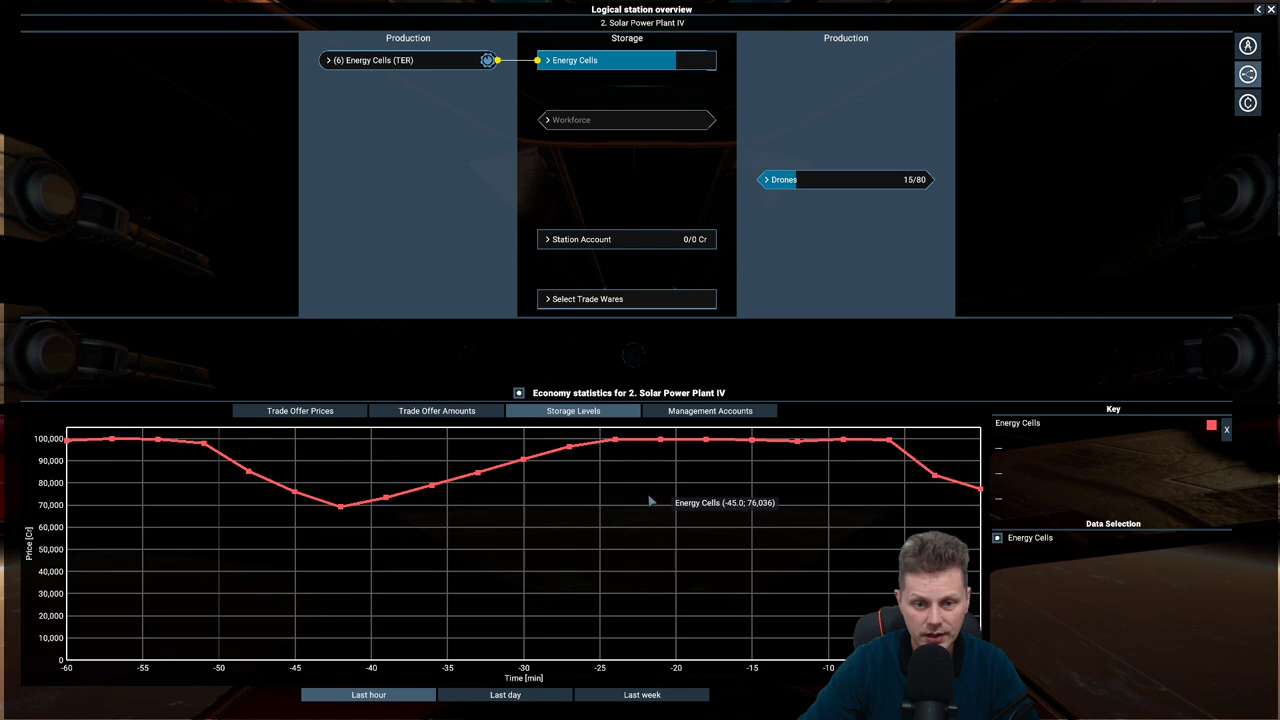 Logical station overview
2. Solar Power Plant IV
Production
Storage
Production
(6) Energy Cells (TER)
Energy Cells
Workforce
Drones 15/80
Station Account 0/0 Cr
Select Trade Wares
Economy statistics for 2. Solar Power Plant IV
Trade Offer Prices
Trade Offer Amounts
Storage Levels
Management Accounts
Key
Energy Cells
X
---
---
---
Data Selection
Energy Cells
Price [Cr]
100,000
90,000
80,000
70,000
60,000
50,000
40,000
30,000
20,000
10,000
0
Energy Cells (-45.0; 76,036)
-60 -55 -50 -45 -40 -35 -30 -25 -20 -15 -10
Time [min]
Last hour
Last day
Last week